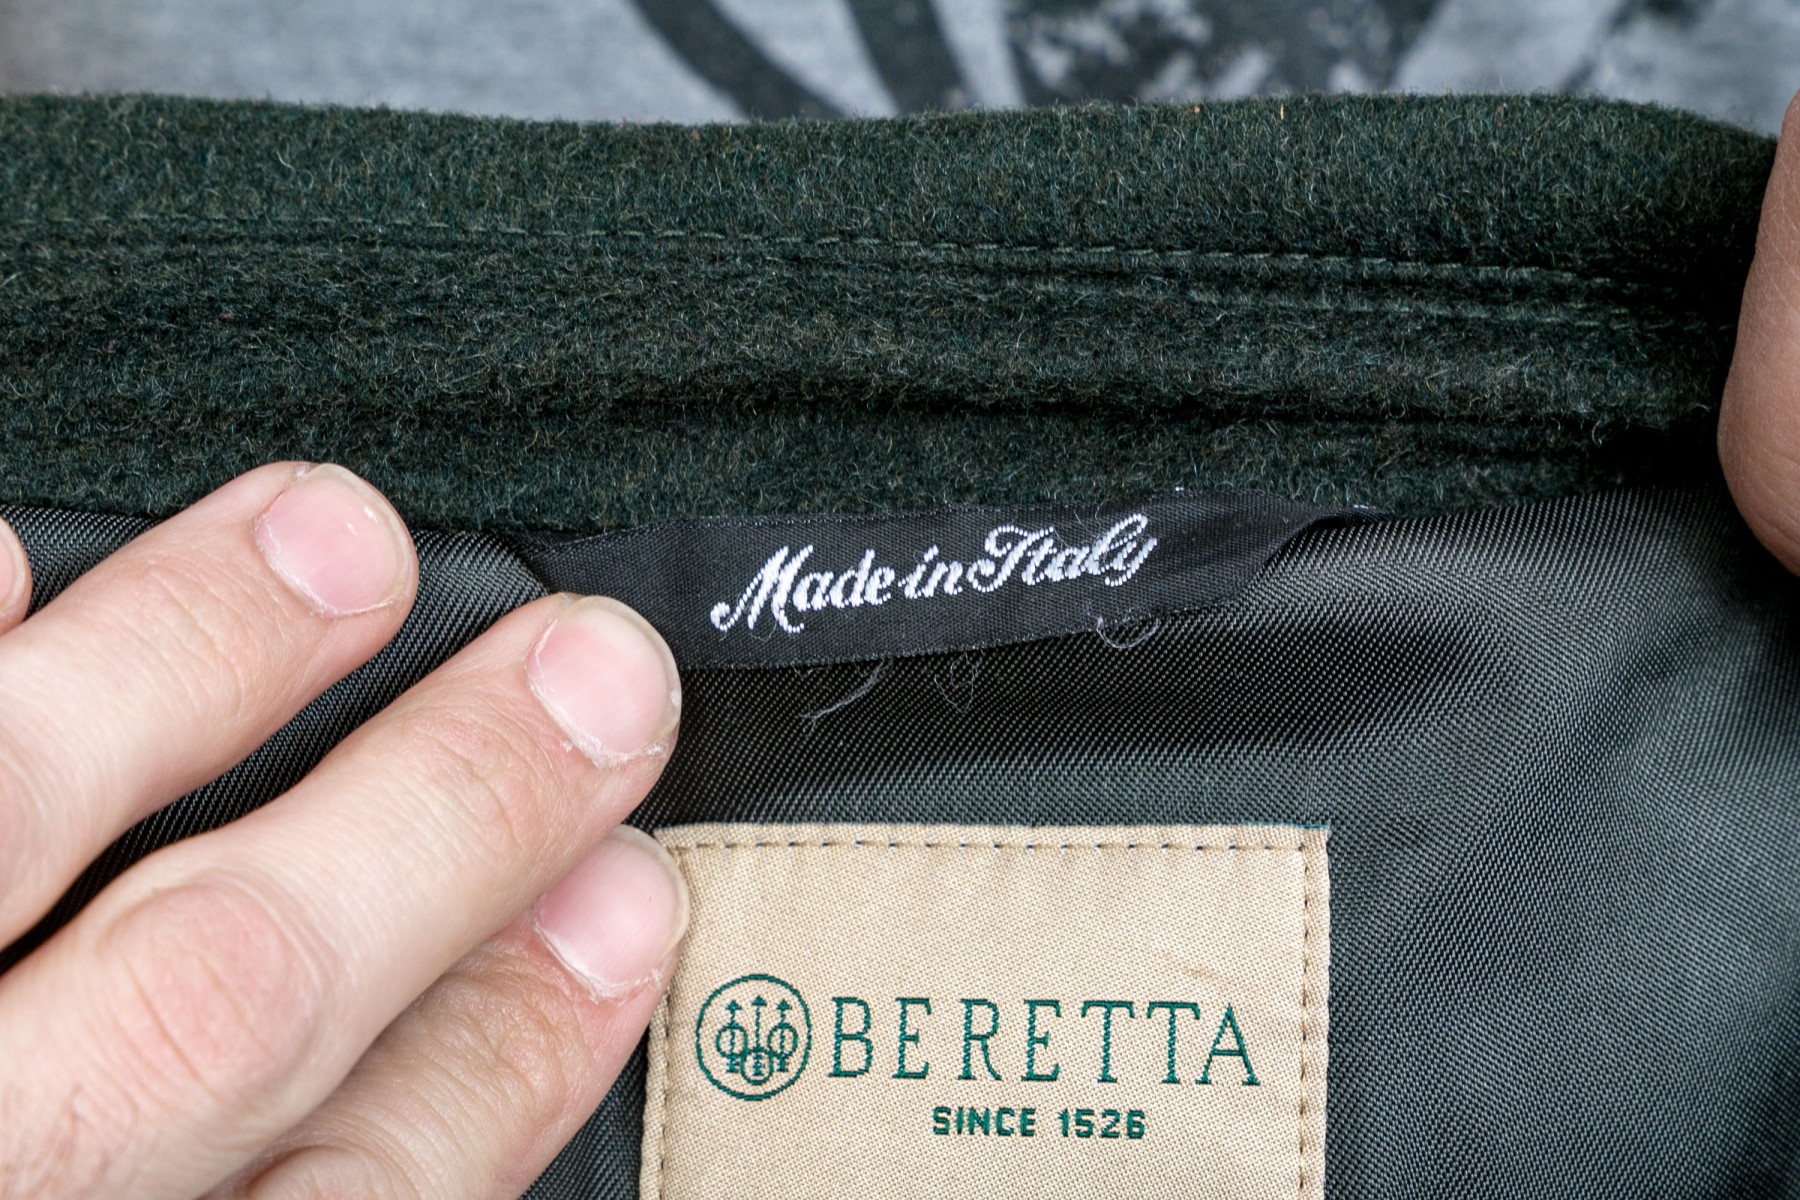 Made in Italy
BERETTA
SINCE 1526